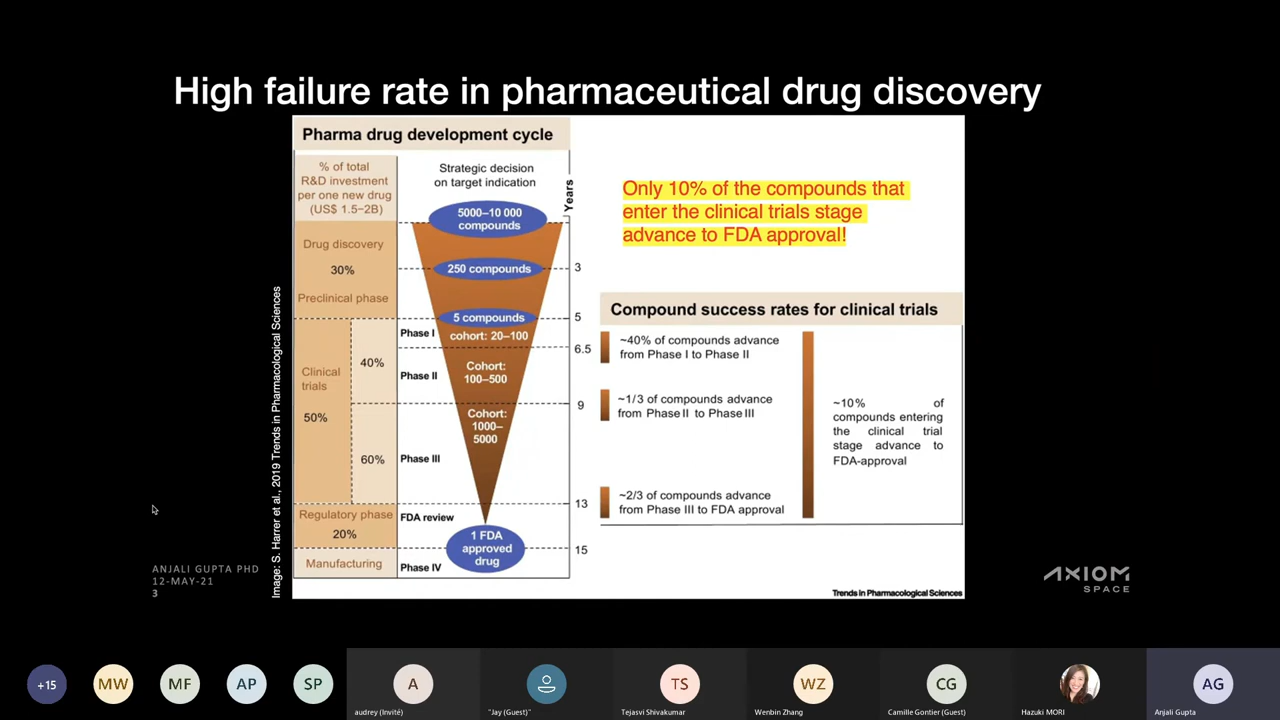 High failure rate in pharmaceutical drug discovery
Pharma drug development cycle
% of total
R&D investment
per one new drug
(US$ 1.5–2B)
Strategic decision
on target indication
Years
5000–10 000
compounds
Drug discovery
30%
250 compounds
3
Preclinical phase
5 compounds
5
Phase I
cohort: 20–100
6.5
Clinical
trials
50%
40%
Phase II
Cohort:
100–500
9
Cohort:
1000–
5000
60%
Phase III
13
Regulatory phase
20%
FDA review
1 FDA
approved
drug
15
Manufacturing
Phase IV
Only 10% of the compounds that
enter the clinical trials stage
advance to FDA approval!
Compound success rates for clinical trials
~40% of compounds advance
from Phase I to Phase II
~1/3 of compounds advance
from Phase II to Phase III
~2/3 of compounds advance
from Phase III to FDA approval
~10% of
compounds entering
the clinical trial
stage advance to
FDA-approval
Trends in Pharmacological Sciences
Image: S. Harrer et al., 2019 Trends in Pharmacological Sciences
ANJALI GUPTA PHD
12-MAY-21
3
AXIOM
SPACE
+15
MW
MF
AP
SP
A
audrey (Invité)
"Jay (Guest)"
TS
Tejasvi Shivakumar
WZ
Wenbin Zhang
CG
Camille Gontier (Guest)
Hazuki MORI
AG
Anjali Gupta